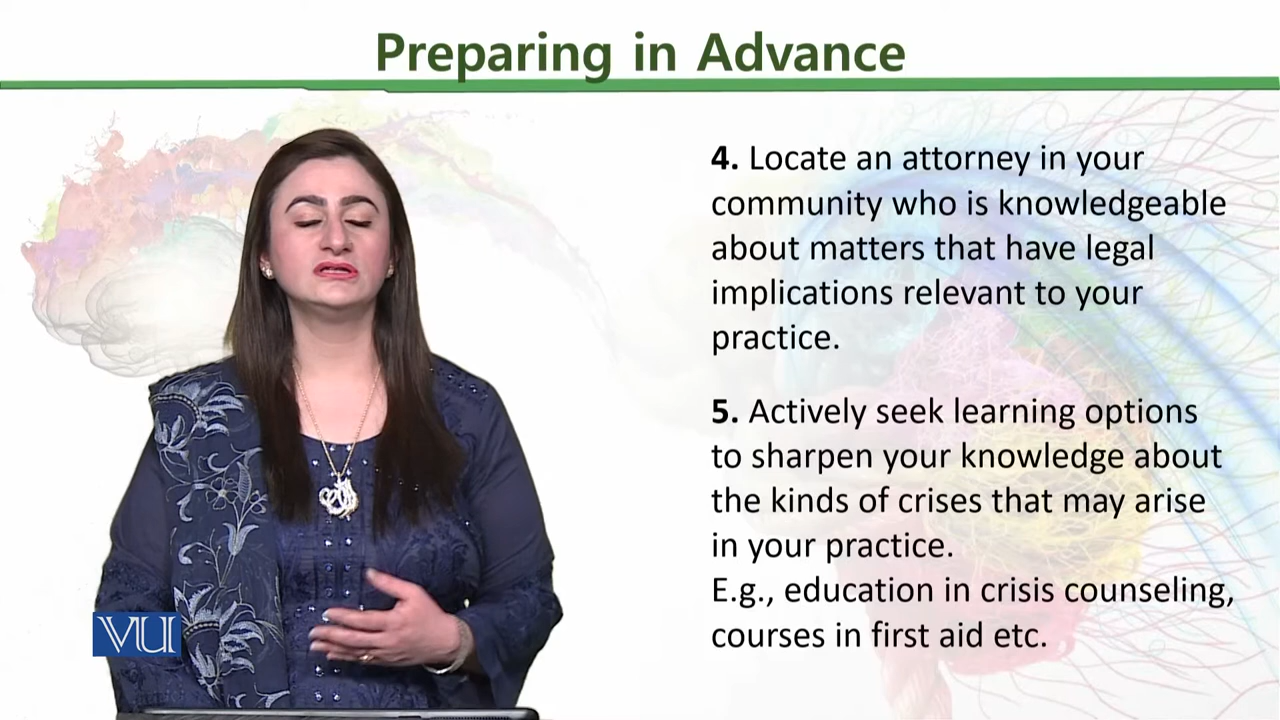 Preparing in Advance
4. Locate an attorney in your
community who is knowledgeable
about matters that have legal
implications relevant to your
practice.
5. Actively seek learning options
to sharpen your knowledge about
the kinds of crises that may arise
in your practice.
E.g., education in crisis counseling,
courses in first aid etc.
VU